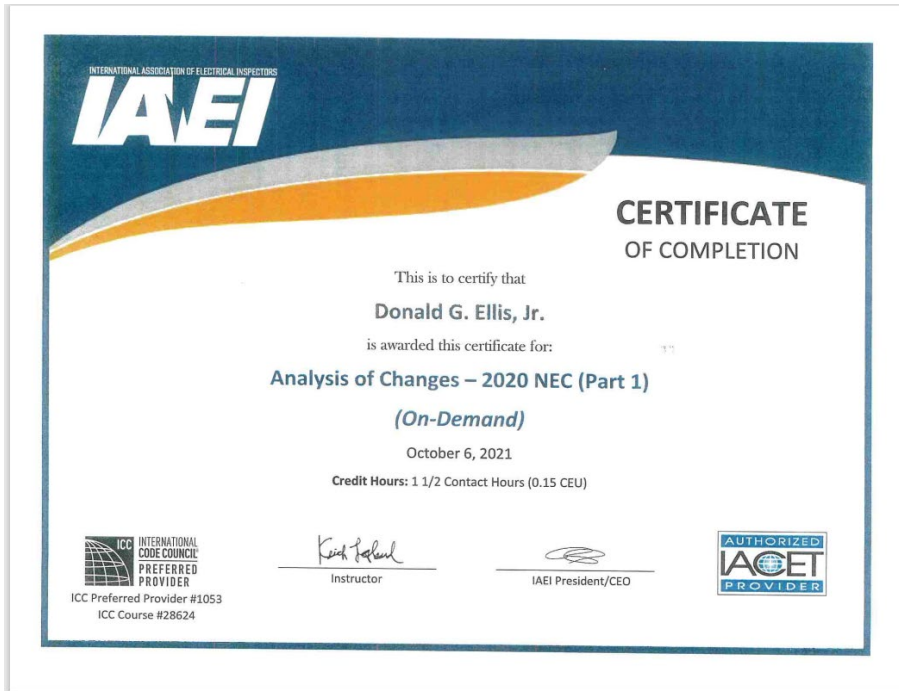 INTERNATIONAL ASSOCIATION OF ELECTRICAL INSPECTORS
IAEI
CERTIFICATE
OF COMPLETION
This is to certify that
Donald G. Ellis, Jr.
is awarded this certificate for:
Analysis of Changes – 2020 NEC (Part 1)
(On-Demand)
October 6, 2021
Credit Hours: 1 1/2 Contact Hours (0.15 CEU)
ICC INTERNATIONAL
CODE COUNCIL®
PREFERRED
PROVIDER
ICC Preferred Provider #1053
ICC Course #28624
Instructor
IAEI President/CEO
AUTHORIZED
IACET
PROVIDER